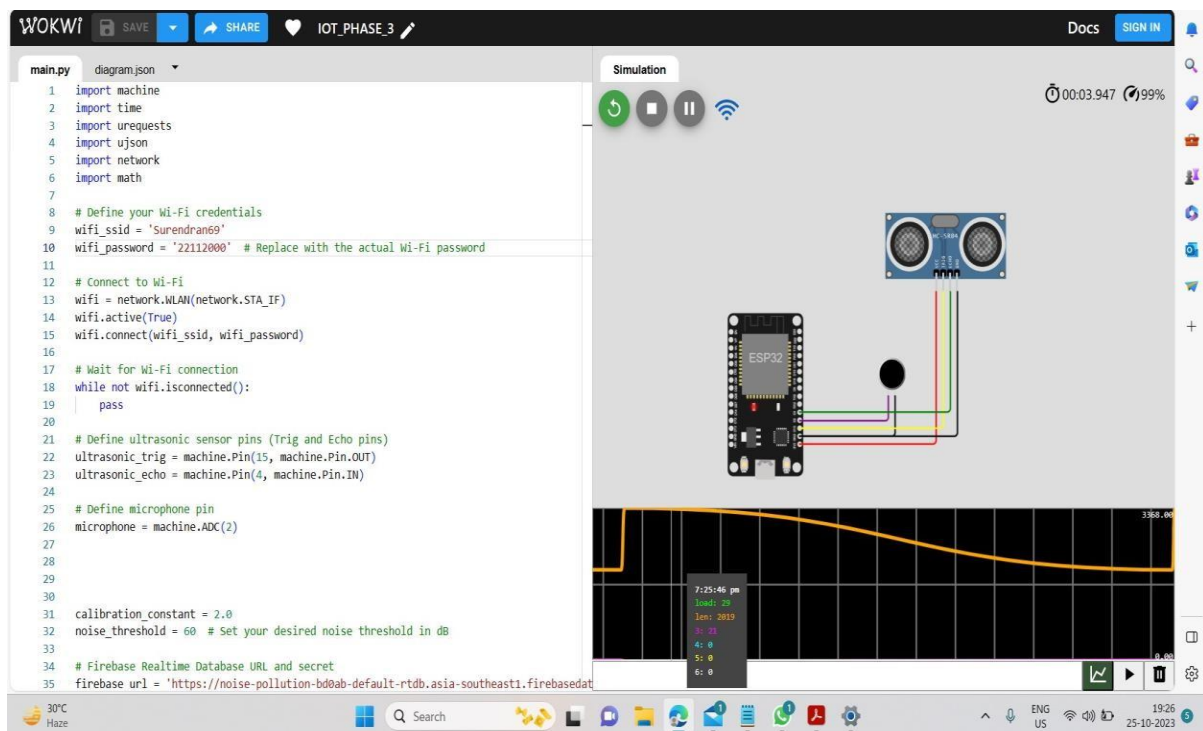 WOKWi SAVE SHARE IOT_PHASE_3 Docs SIGN IN
main.py diagram.json Simulation
00:03.947 99%
1 import machine
2 import time
3 import urequests
4 import ujson
5 import network
6 import math
7
8 # Define your Wi-Fi credentials
9 wifi_ssid = 'Surendran69'
10 wifi_password = '22112000' # Replace with the actual Wi-Fi password
11
12 # Connect to Wi-Fi
13 wifi = network.WLAN(network.STA_IF)
14 wifi.active(True)
15 wifi.connect(wifi_ssid, wifi_password)
16
17 # Wait for Wi-Fi connection
18 while not wifi.isconnected():
19 pass
20
21 # Define ultrasonic sensor pins (Trig and Echo pins)
22 ultrasonic_trig = machine.Pin(15, machine.Pin.OUT)
23 ultrasonic_echo = machine.Pin(4, machine.Pin.IN)
24
25 # Define microphone pin
26 microphone = machine.ADC(2)
27
28
29
30
31 calibration_constant = 2.0
32 noise_threshold = 60 # Set your desired noise threshold in dB
33
34 # Firebase Realtime Database URL and secret
35 firebase_url = 'https://noise-pollution-bd0ab-default-rtdb.asia-southeast1.firebasedat
ESP32
3368.00
7:25:46 pm
load: 29
len: 2019
3: 21
4: 0
5: 0
6: 0
0.00
30°C
Haze
Search
ENG
US
19:26
25-10-2023
5